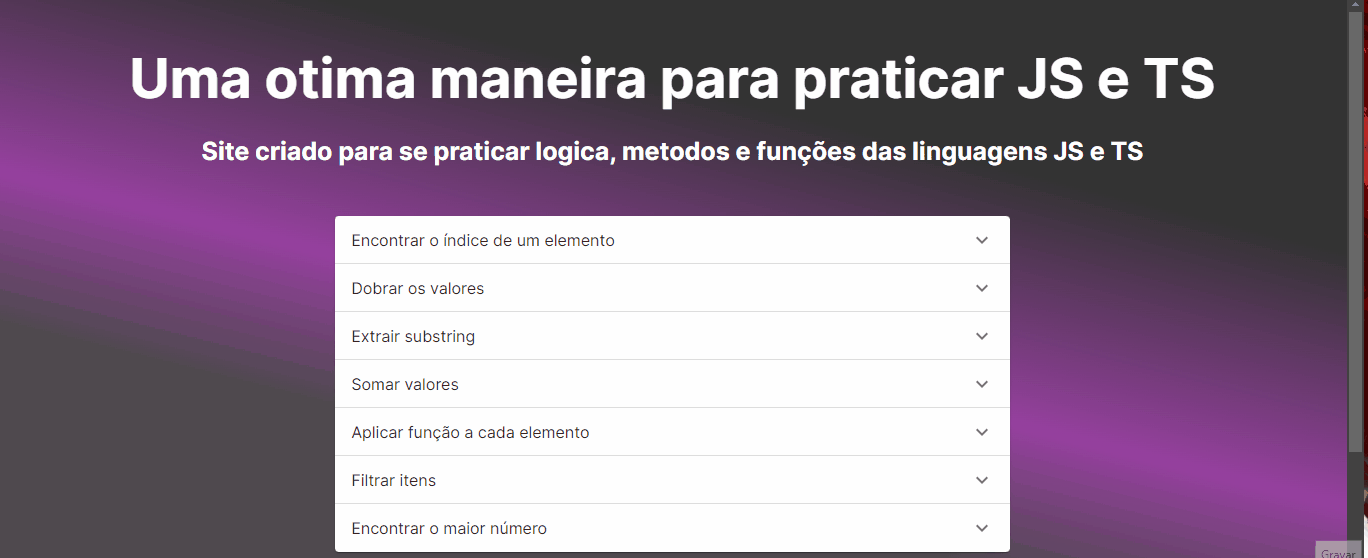 Uma otima maneira para praticar JS e TS
Site criado para se praticar logica, metodos e funções das linguagens JS e TS
Encontrar o índice de um elemento
Dobrar os valores
Extrair substring
Somar valores
Aplicar função a cada elemento
Filtrar itens
Encontrar o maior número
Gravar